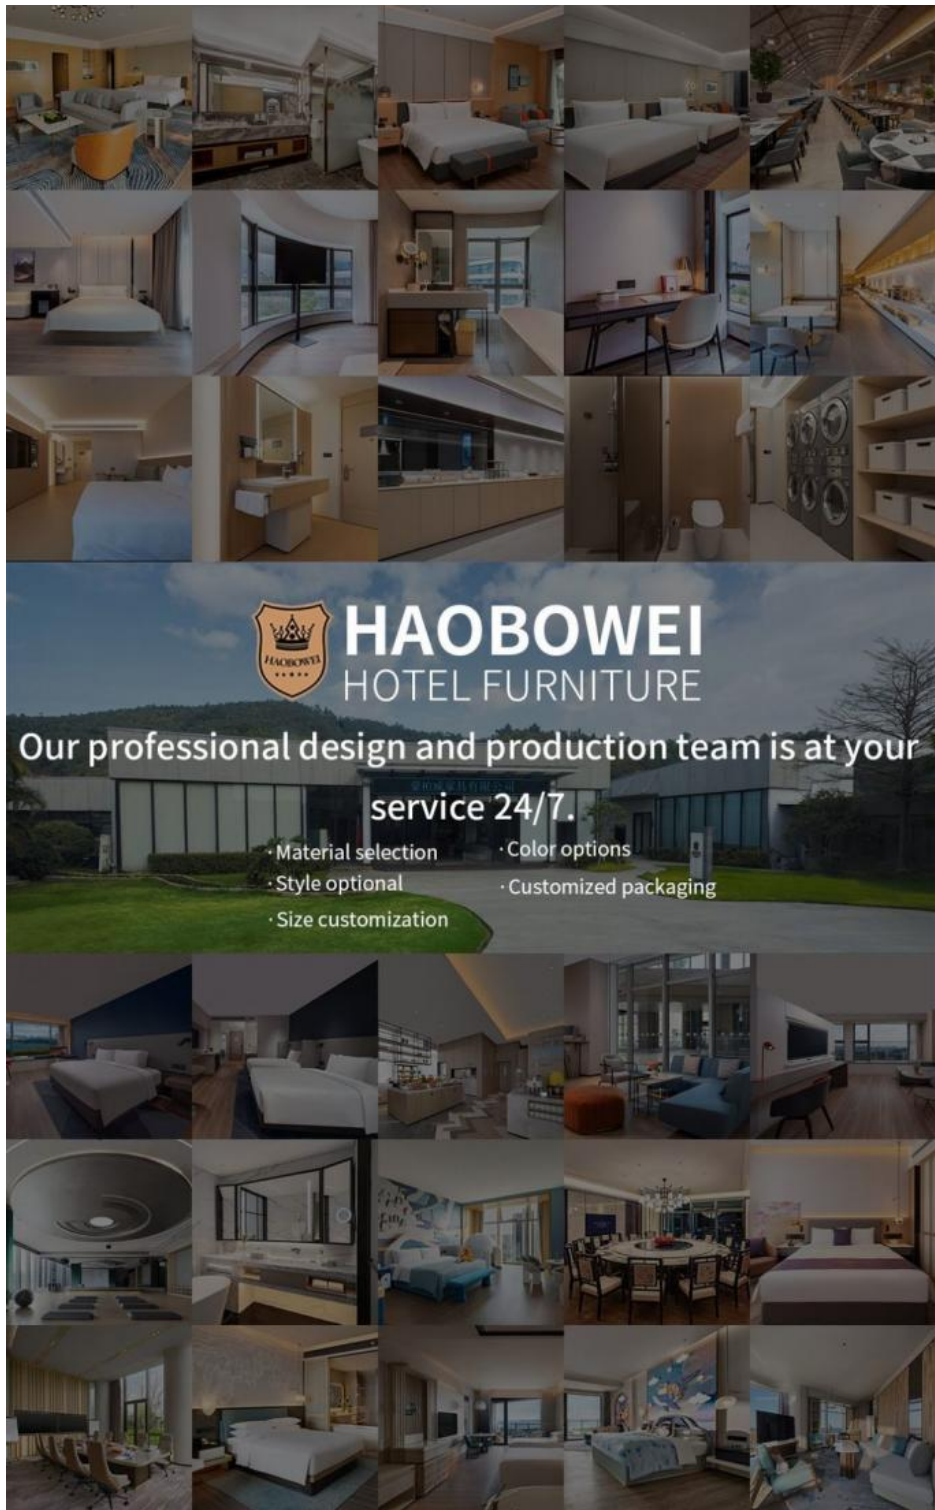 HAOBOWEI
HAOBOWEI
HOTEL FURNITURE
Our professional design and production team is at your
service 24/7.
· Material selection
· Color options
· Style optional
· Customized packaging
· Size customization